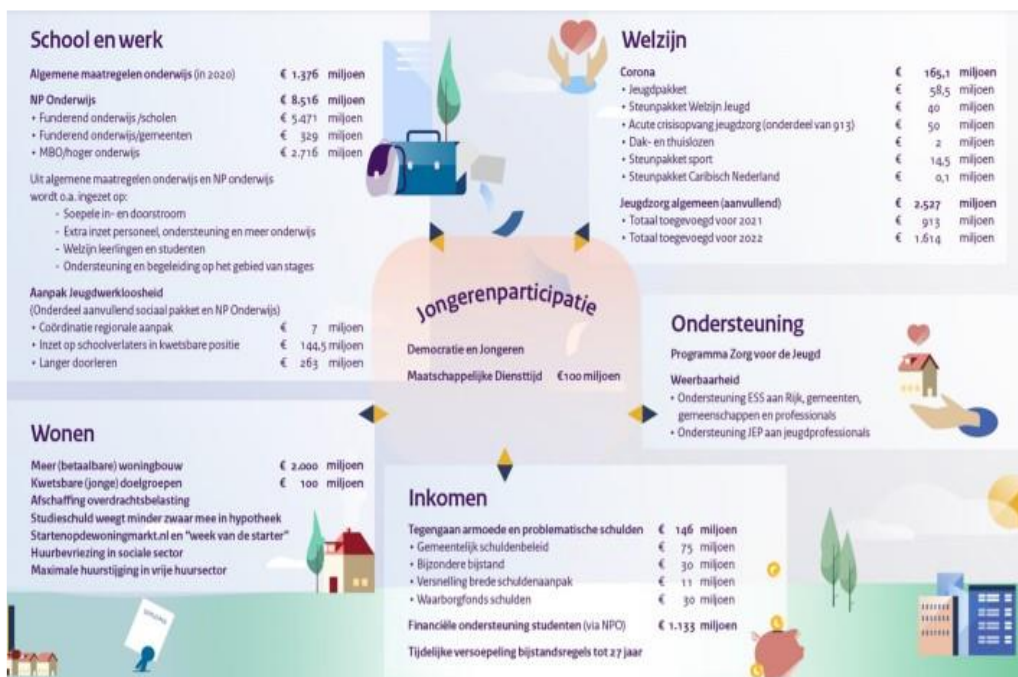 School en werk
Algemene maatregelen onderwijs (in 2020) € 1.376 miljoen
NP Onderwijs € 8.516 miljoen
• Funderend onderwijs /scholen € 5.471 miljoen
• Funderend onderwijs/gemeenten € 329 miljoen
• MBO/hoger onderwijs € 2.716 miljoen
Uit algemene maatregelen onderwijs en NP onderwijs
wordt o.a. ingezet op:
- Soepele in- en doorstroom
- Extra inzet personeel, ondersteuning en meer onderwijs
- Welzijn leerlingen en studenten
- Ondersteuning en begeleiding op het gebied van stages
Aanpak Jeugdwerkloosheid
(Onderdeel aanvullend sociaal pakket en NP Onderwijs)
• Coördinatie regionale aanpak € 7 miljoen
• Inzet op schoolverlaters in kwetsbare positie € 144,5 miljoen
• Langer doorleren € 263 miljoen
Welzijn
Corona € 165,1 miljoen
• Jeugdpakket € 58,5 miljoen
• Steunpakket Welzijn Jeugd € 40 miljoen
• Acute crisisopvang jeugdzorg (onderdeel van 913) € 50 miljoen
• Dak- en thuislozen € 2 miljoen
• Steunpakket sport € 14,5 miljoen
• Steunpakket Caribisch Nederland € 0,1 miljoen
Jeugdzorg algemeen (aanvullend) € 2.527 miljoen
• Totaal toegevoegd voor 2021 € 913 miljoen
• Totaal toegevoegd voor 2022 € 1.614 miljoen
Jongerenparticipatie
Democratie en Jongeren
Maatschappelijke Diensttijd €100 miljoen
Ondersteuning
Programma Zorg voor de Jeugd
Weerbaarheid
• Ondersteuning ESS aan Rijk, gemeenten,
gemeenschappen en professionals
• Ondersteuning JEP aan jeugdprofessionals
Wonen
Meer (betaalbare) woningbouw € 2.000 miljoen
Kwetsbare (jonge) doelgroepen € 100 miljoen
Afschaffing overdrachtsbelasting
Studieschuld weegt minder zwaar mee in hypotheek
Startenopdewoningmarkt.nl en "week van de starter"
Huurbevriezing in sociale sector
Maximale huurstijging in vrije huursector
Inkomen
Tegengaan armoede en problematische schulden € 146 miljoen
• Gemeentelijk schuldenbeleid € 75 miljoen
• Bijzondere bijstand € 30 miljoen
• Versnelling brede schuldenaanpak € 11 miljoen
• Waarborgfonds schulden € 30 miljoen
Financiële ondersteuning studenten (via NPO) € 1.133 miljoen
Tijdelijke versoepeling bijstandsregels tot 27 jaar